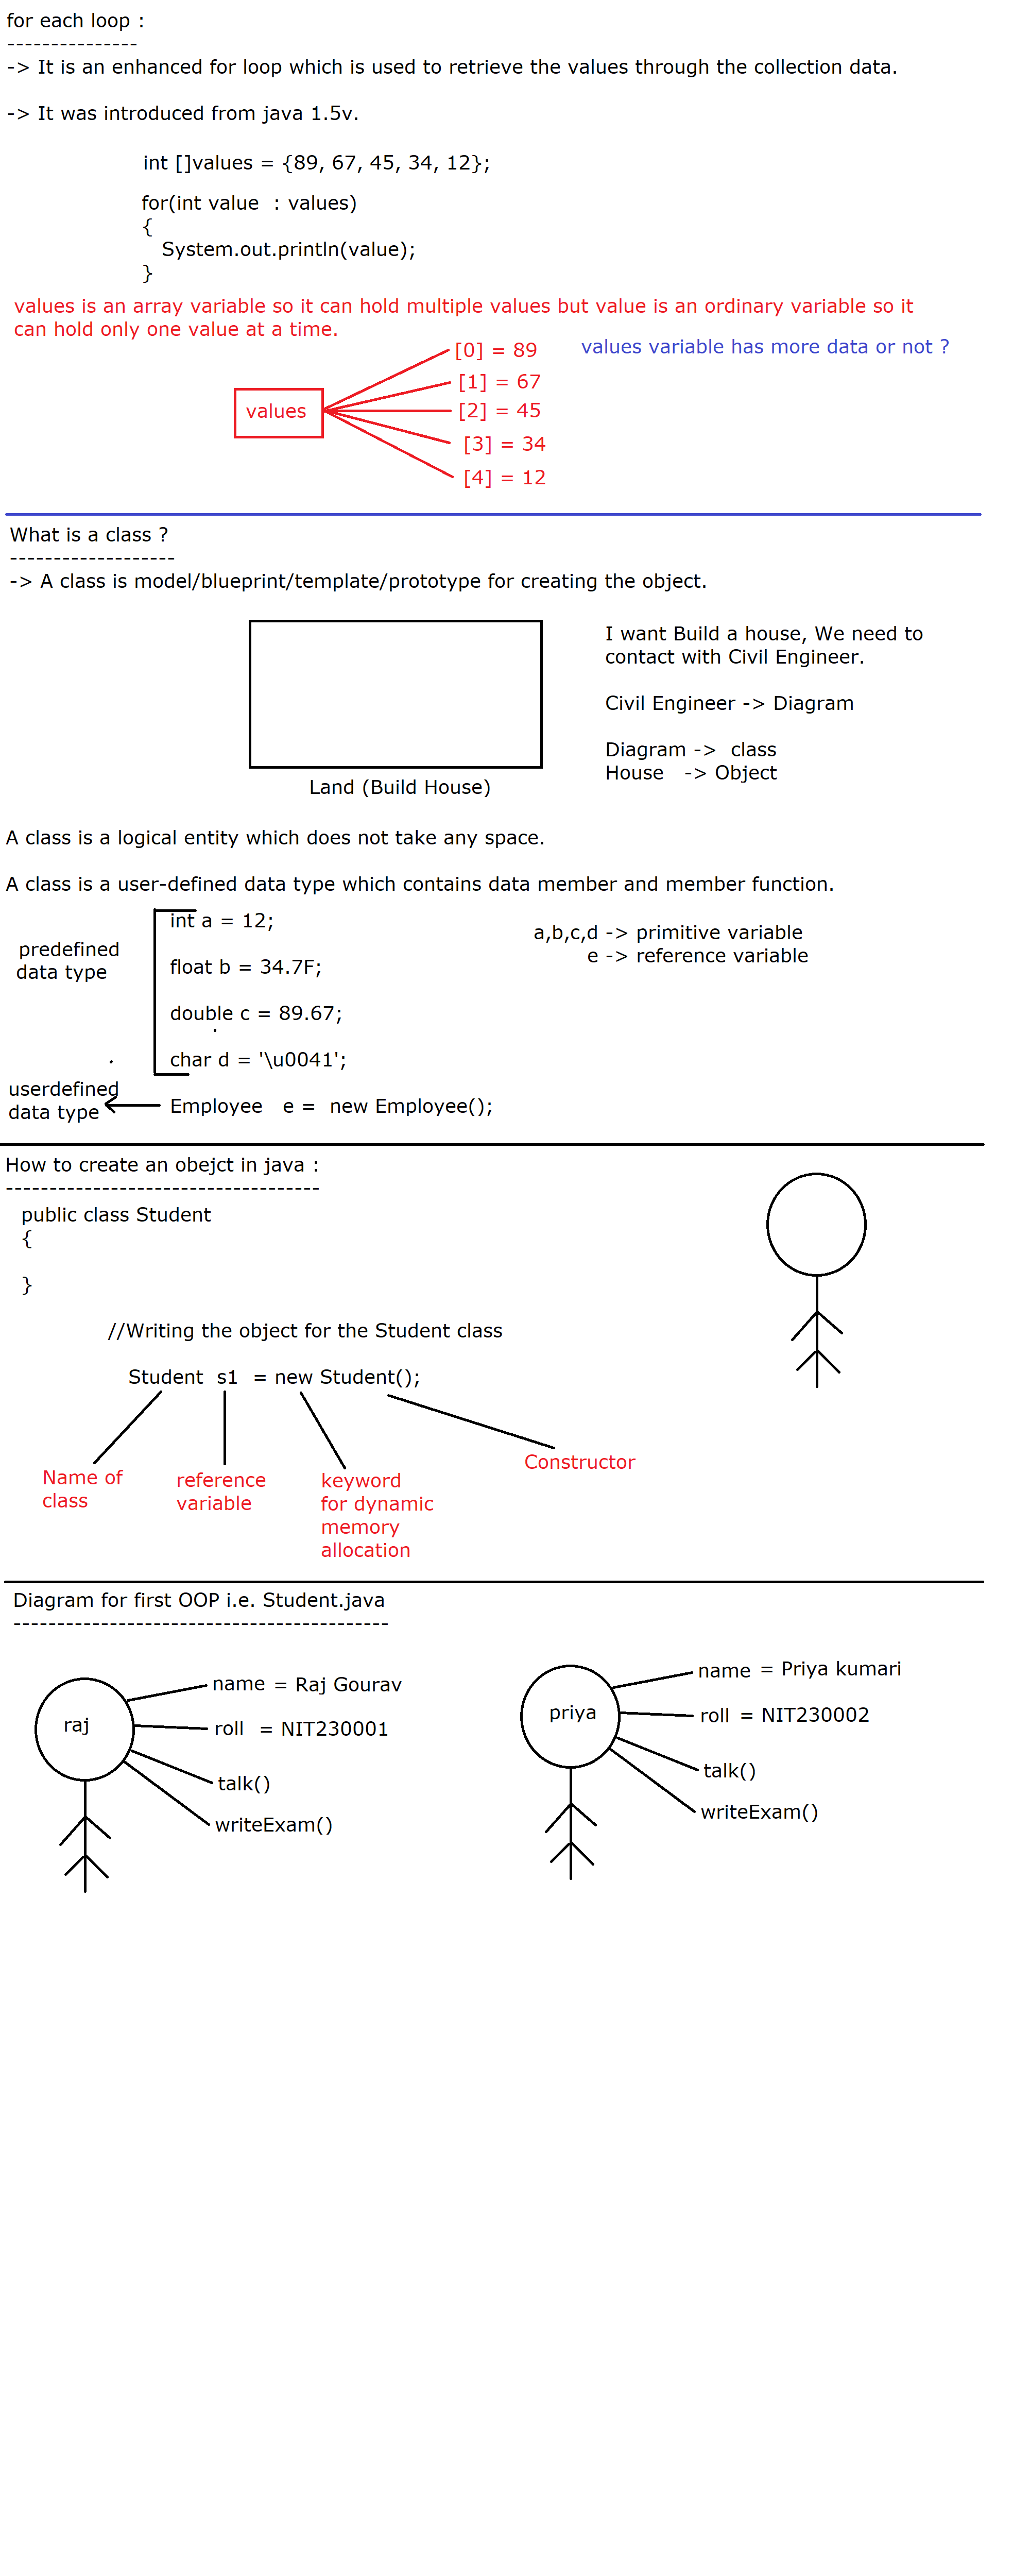 for each loop :
---------------
-> It is an enhanced for loop which is used to retrieve the values through the collection data.
-> It was introduced from java 1.5v.
int []values = {89, 67, 45, 34, 12};
for(int value : values)
{
System.out.println(value);
}
values is an array variable so it can hold multiple values but value is an ordinary variable so it
can hold only one value at a time.
values variable has more data or not ?
values
[0] = 89
[1] = 67
[2] = 45
[3] = 34
[4] = 12
What is a class ?
-------------------
-> A class is model/blueprint/template/prototype for creating the object.
I want Build a house, We need to
contact with Civil Engineer.
Civil Engineer -> Diagram
Diagram -> class
House -> Object
Land (Build House)
A class is a logical entity which does not take any space.
A class is a user-defined data type which contains data member and member function.
predefined
data type
int a = 12;
float b = 34.7F;
double c = 89.67;
char d = '\u0041';
a,b,c,d -> primitive variable
e -> reference variable
userdefined
data type
Employee e = new Employee();
How to create an obejct in java :
------------------------------------
public class Student
{
}
//Writing the object for the Student class
Student s1 = new Student();
Name of
class
reference
variable
keyword
for dynamic
memory
allocation
Constructor
Diagram for first OOP i.e. Student.java
-------------------------------------------
raj
name = Raj Gourav
roll = NIT230001
talk()
writeExam()
priya
name = Priya kumari
roll = NIT230002
talk()
writeExam()